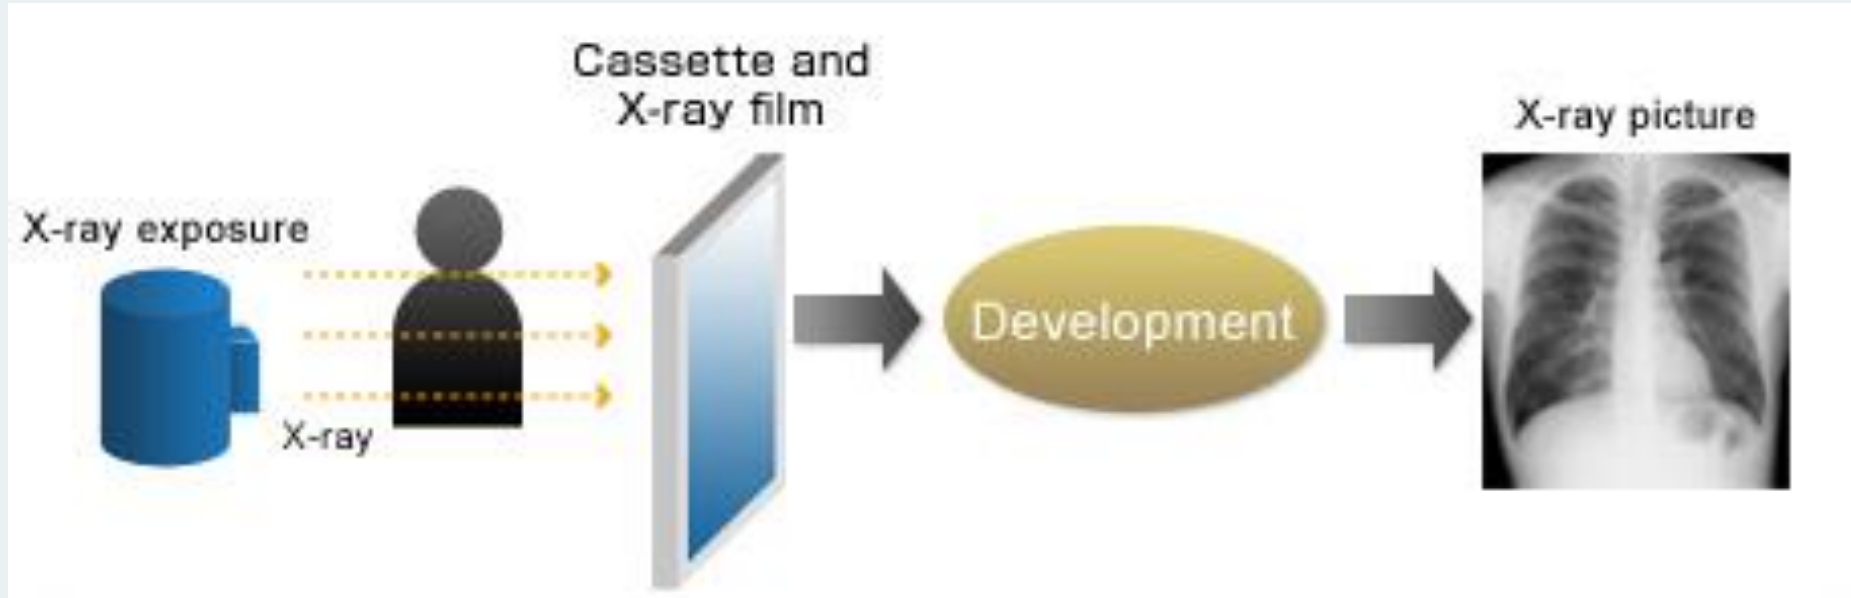 X-ray exposure
X-ray
Cassette and
X-ray film
Development
X-ray picture